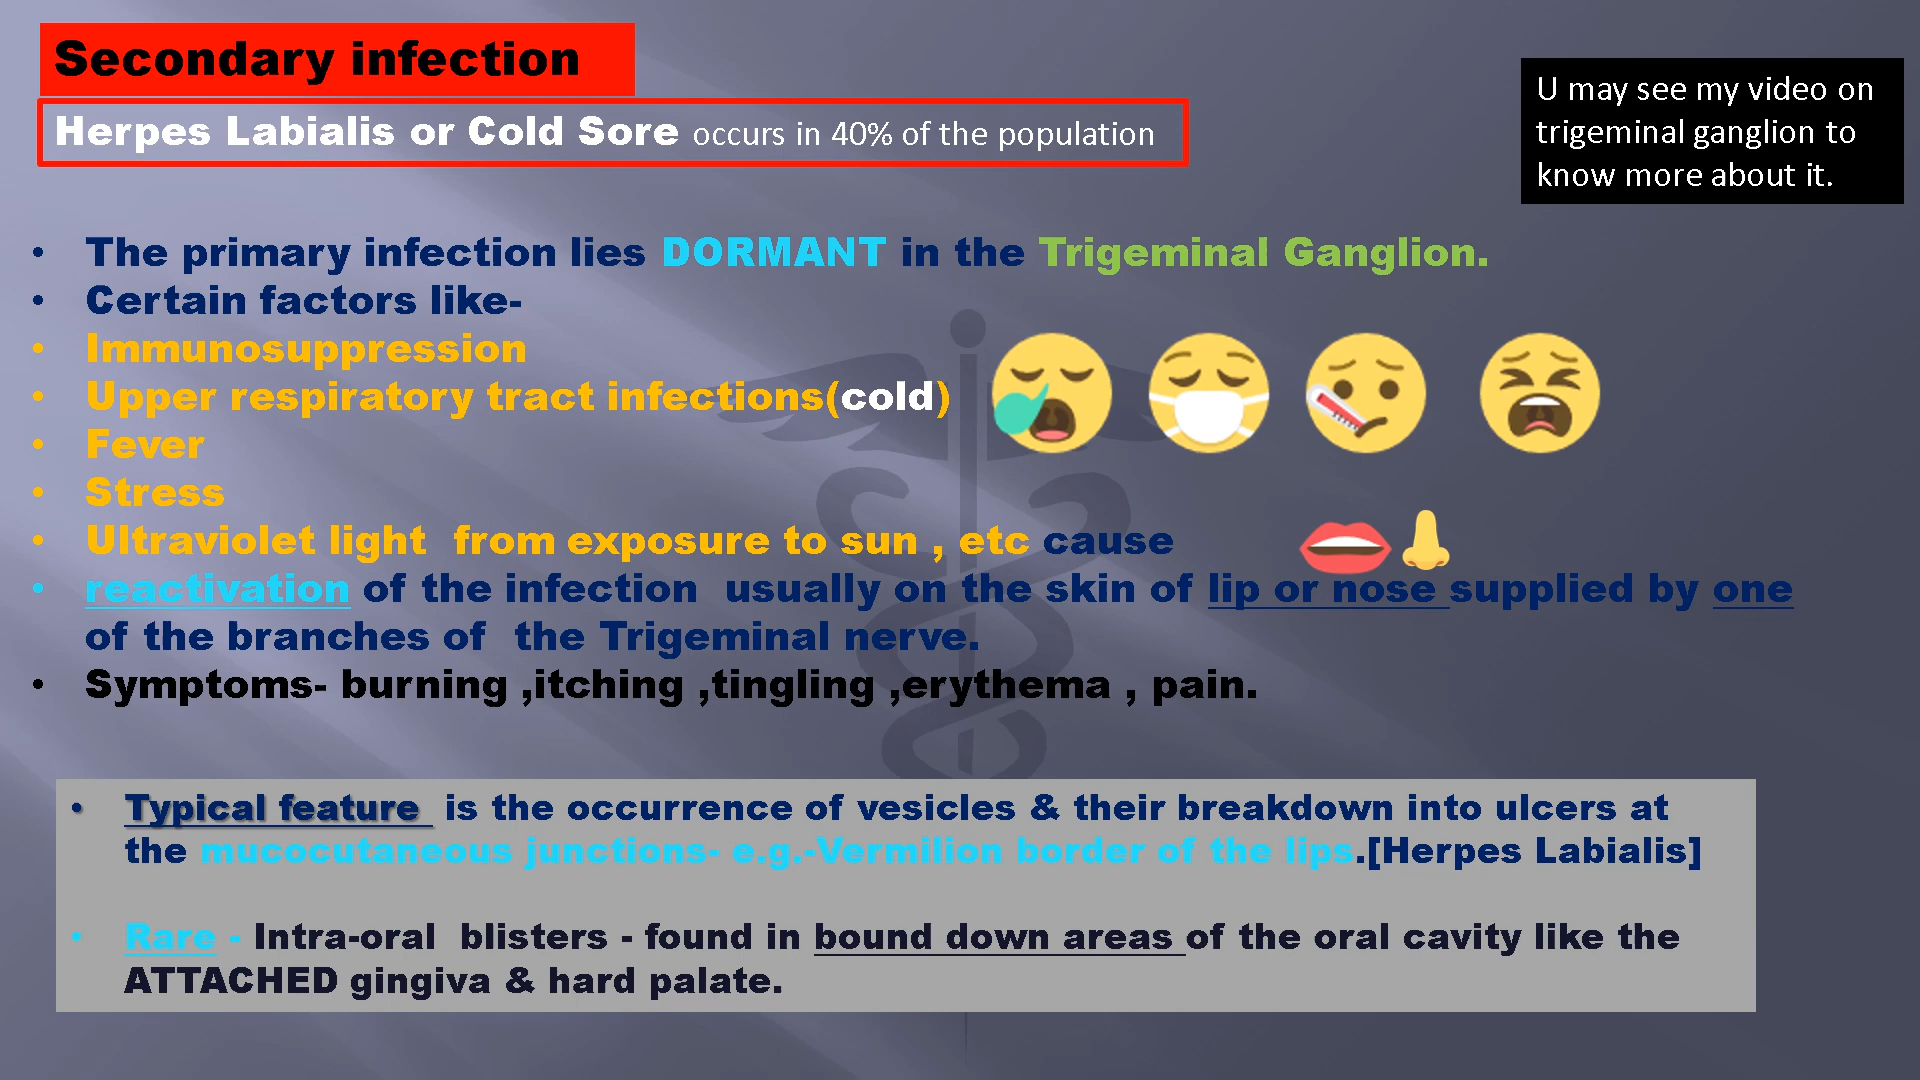 Secondary infection
Herpes Labialis or Cold Sore occurs in 40% of the population
U may see my video on
trigeminal ganglion to
know more about it.
• The primary infection lies DORMANT in the Trigeminal Ganglion.
• Certain factors like-
• Immunosuppression
• Upper respiratory tract infections(cold)
• Fever
• Stress
• Ultraviolet light from exposure to sun , etc cause
• reactivation of the infection usually on the skin of lip or nose supplied by one
of the branches of the Trigeminal nerve.
• Symptoms- burning ,itching ,tingling ,erythema , pain.
• Typical feature is the occurrence of vesicles & their breakdown into ulcers at
the mucocutaneous junctions- e.g.-Vermilion border of the lips.[Herpes Labialis]
• Rare - Intra-oral blisters - found in bound down areas of the oral cavity like the
ATTACHED gingiva & hard palate.